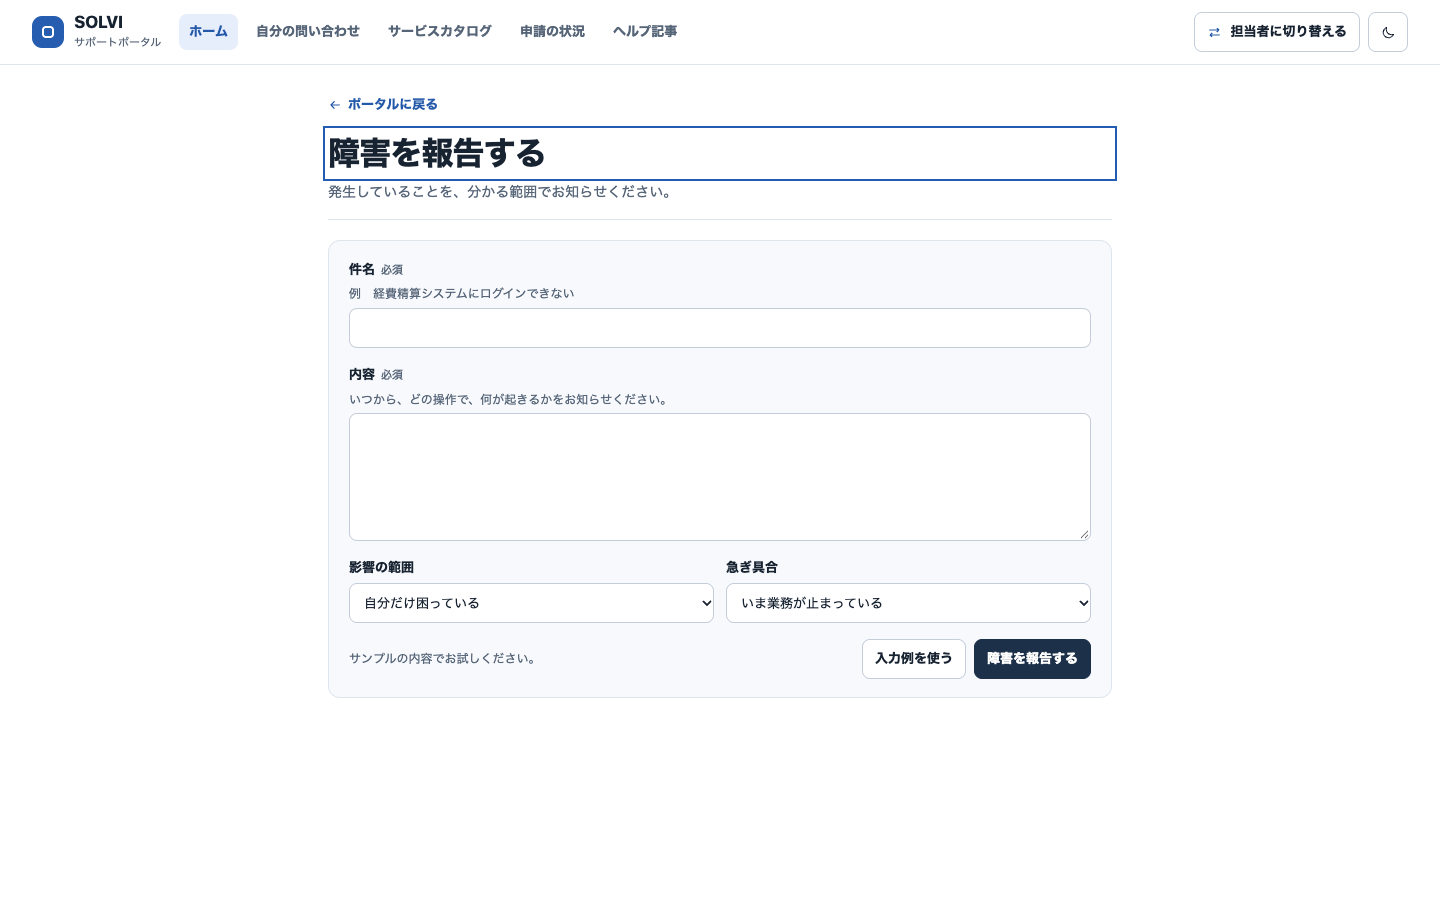 SOLVI
サポートポータル
ホーム
自分の問い合わせ
サービスカタログ
申請の状況
ヘルプ記事
担当者に切り替える
← ポータルに戻る
障害を報告する
発生していることを、分かる範囲でお知らせください。
件名 必須
例　経費精算システムにログインできない
内容 必須
いつから、どの操作で、何が起きるかをお知らせください。
影響の範囲
急ぎ具合
自分だけ困っている
いま業務が止まっている
サンプルの内容でお試しください。
入力例を使う
障害を報告する